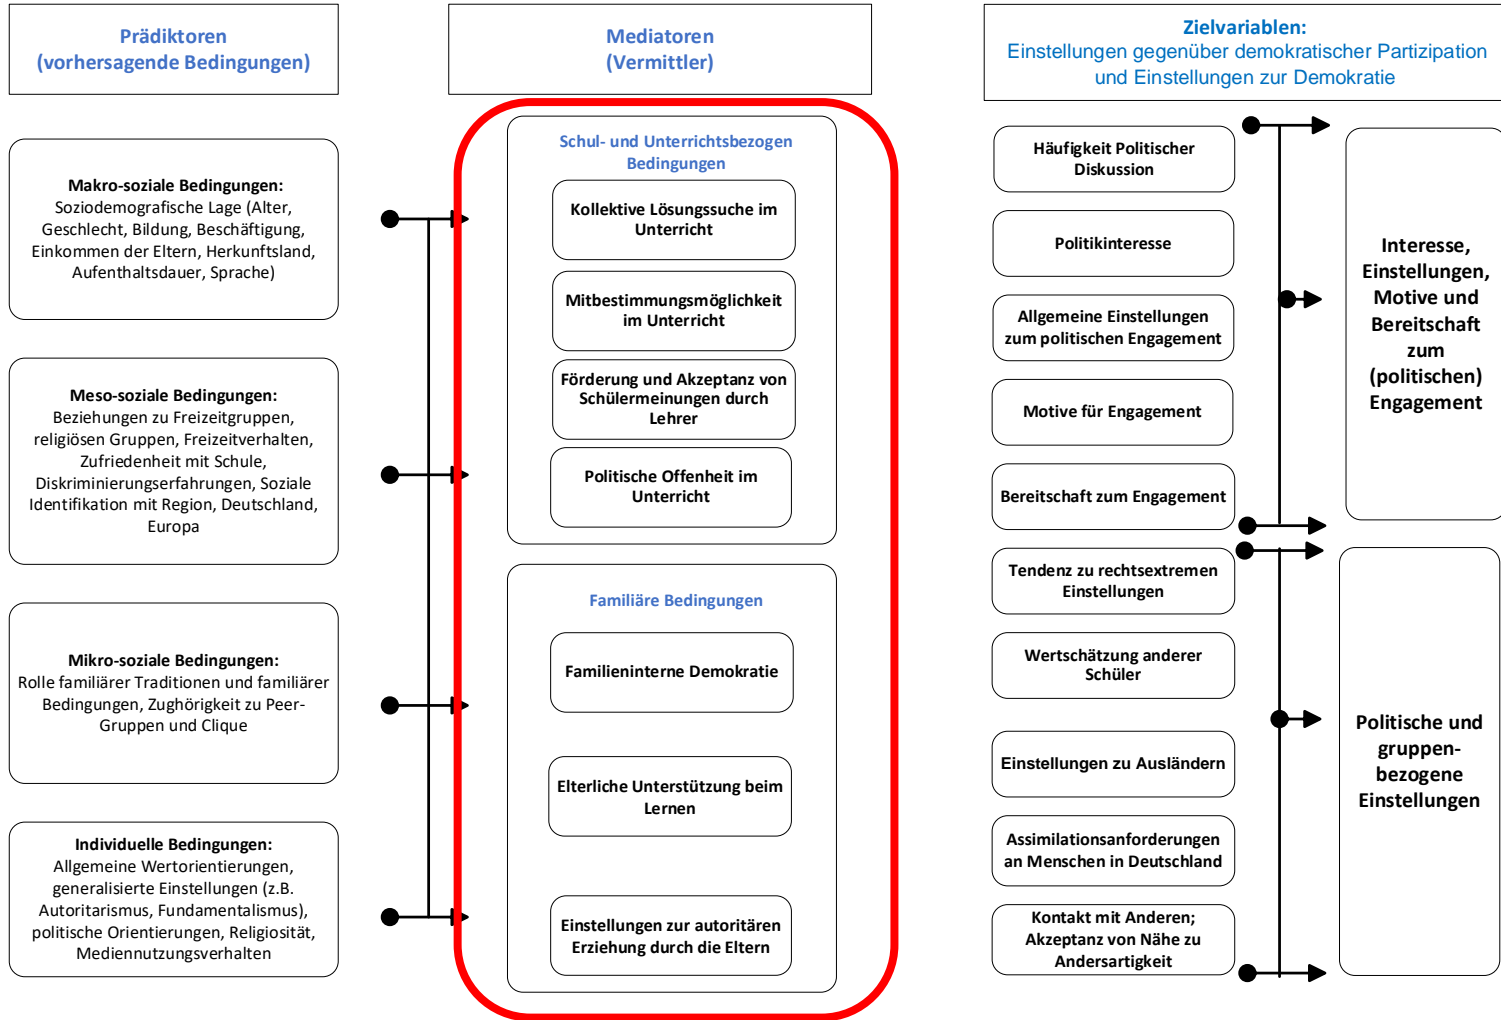 Prädiktoren
(vorhersagende Bedingungen)
Makro-soziale Bedingungen:
Soziodemografische Lage (Alter,
Geschlecht, Bildung, Beschäftigung,
Einkommen der Eltern, Herkunftsland,
Aufenthaltsdauer, Sprache)
Meso-soziale Bedingungen:
Beziehungen zu Freizeitgruppen,
religiösen Gruppen, Freizeitverhalten,
Zufriedenheit mit Schule,
Diskriminierungserfahrungen, Soziale
Identifikation mit Region, Deutschland,
Europa
Mikro-soziale Bedingungen:
Rolle familiärer Traditionen und familiärer
Bedingungen, Zughörigkeit zu Peer-
Gruppen und Clique
Individuelle Bedingungen:
Allgemeine Wertorientierungen,
generalisierte Einstellungen (z.B.
Autoritarismus, Fundamentalismus),
politische Orientierungen, Religiosität,
Mediennutzungsverhalten
Mediatoren
(Vermittler)
Schul- und Unterrichtsbezogen
Bedingungen
Kollektive Lösungssuche im
Unterricht
Mitbestimmungsmöglichkeit
im Unterricht
Förderung und Akzeptanz von
Schülermeinungen durch
Lehrer
Politische Offenheit im
Unterricht
Familiäre Bedingungen
Familieninterne Demokratie
Elterliche Unterstützung beim
Lernen
Einstellungen zur autoritären
Erziehung durch die Eltern
Zielvariablen:
Einstellungen gegenüber demokratischer Partizipation
und Einstellungen zur Demokratie
Häufigkeit Politischer
Diskussion
Politikinteresse
Allgemeine Einstellungen
zum politischen Engagement
Motive für Engagement
Bereitschaft zum Engagement
Tendenz zu rechtsextremen
Einstellungen
Wertschätzung anderer
Schüler
Einstellungen zu Ausländern
Assimilationsanforderungen
an Menschen in Deutschland
Kontakt mit Anderen;
Akzeptanz von Nähe zu
Andersartigkeit
Interesse,
Einstellungen,
Motive und
Bereitschaft
zum
(politischen)
Engagement
Politische und
gruppen-
bezogene
Einstellungen